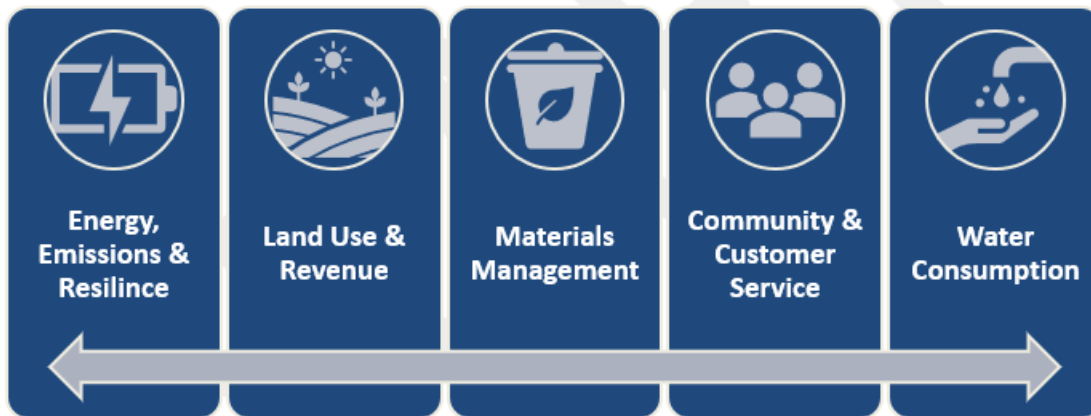 Energy,
Emissions &
Resilince
Land Use &
Revenue
Materials
Management
Community &
Customer
Service
Water
Consumption